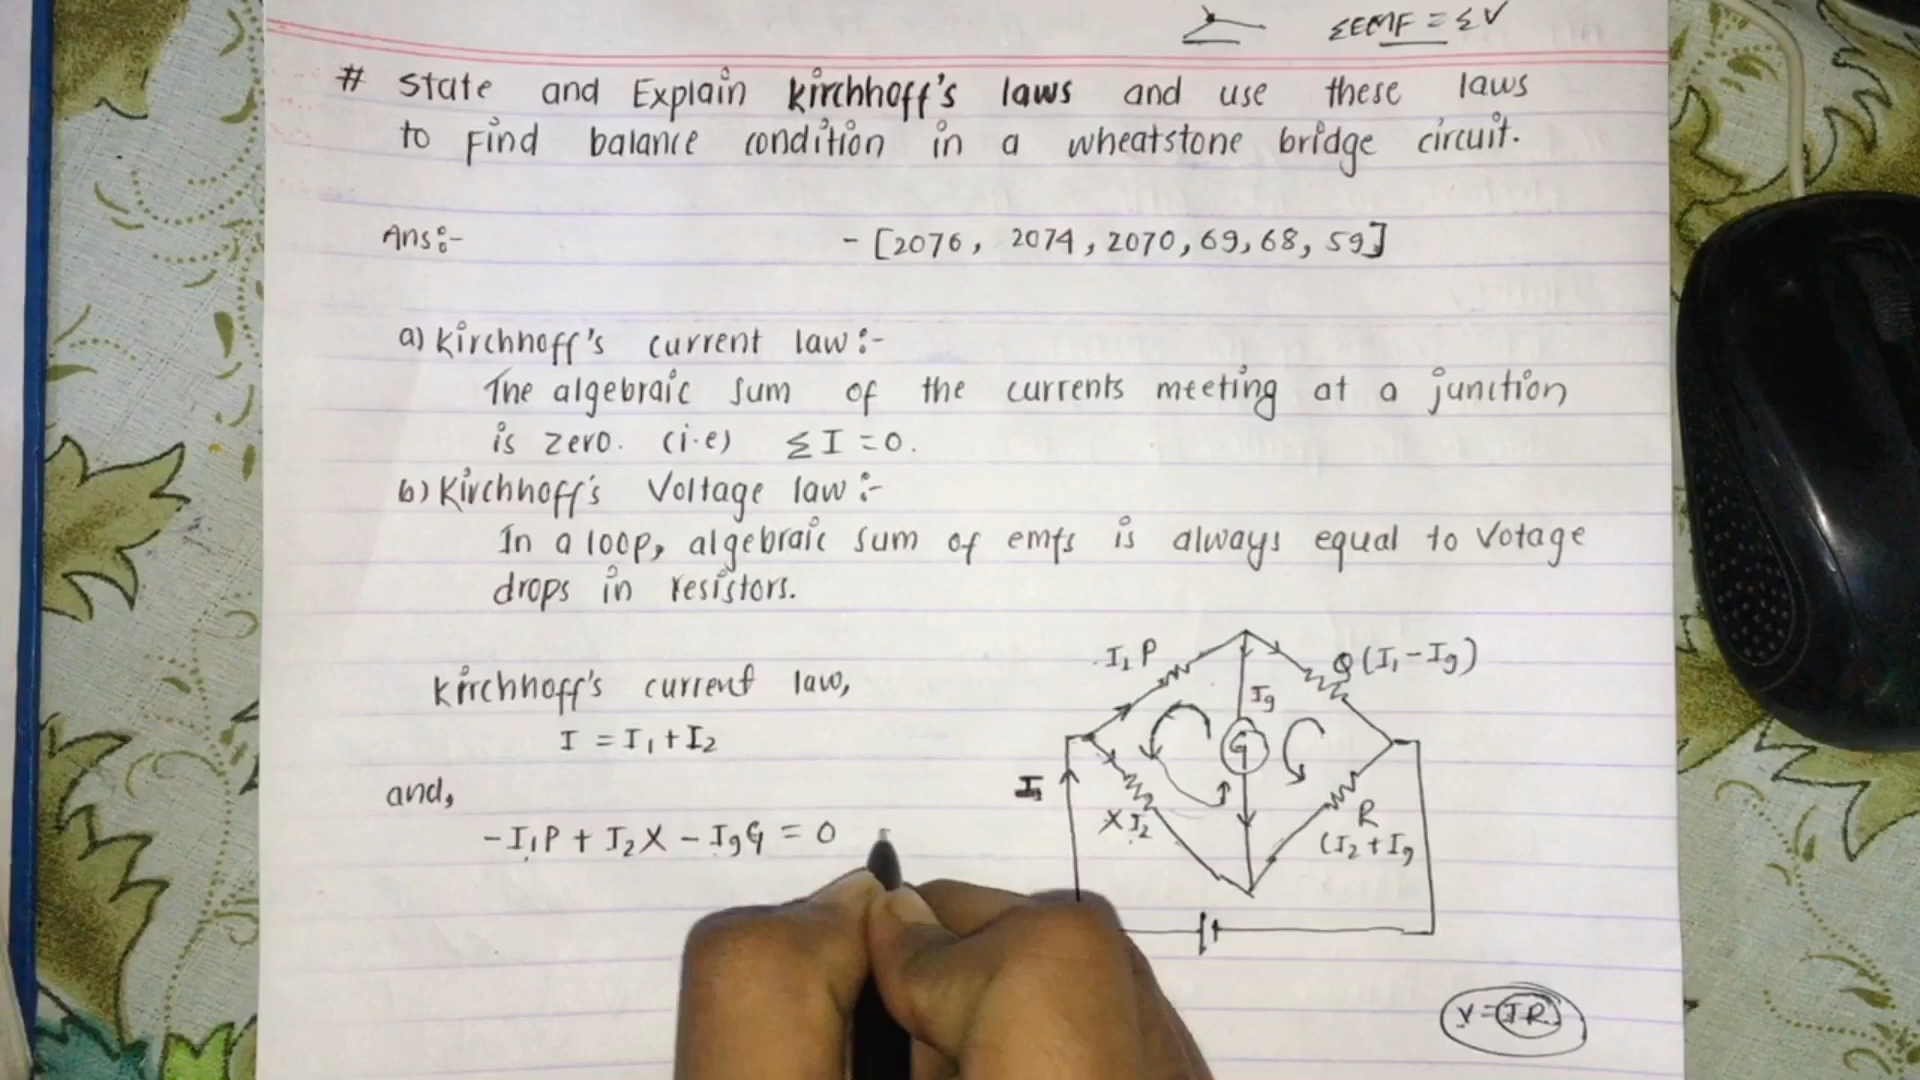 ΣEMF = ΣV
# State and Explain Kirchhoff's laws and use these laws
to Find balance condition in a wheatstone bridge circuit.
Ans:-
- [2076, 2074, 2070, 69, 68, 59]
a) Kirchhoff's current law :-
The algebraic sum of the currents meeting at a junction
is zero. (i.e) ΣI = 0.
b) Kirchhoff's Voltage law :-
In a loop, algebraic sum of emfs is always equal to Votage
drops in resistors.
Kirchhoff's current law,
I = I₁ + I₂
and,
-I₁P + I₂X - IgG = 0
I₁ P
Q (I₁ - Ig)
Ig
G
I
X I₂
R
(I₂ + Ig
V = IR